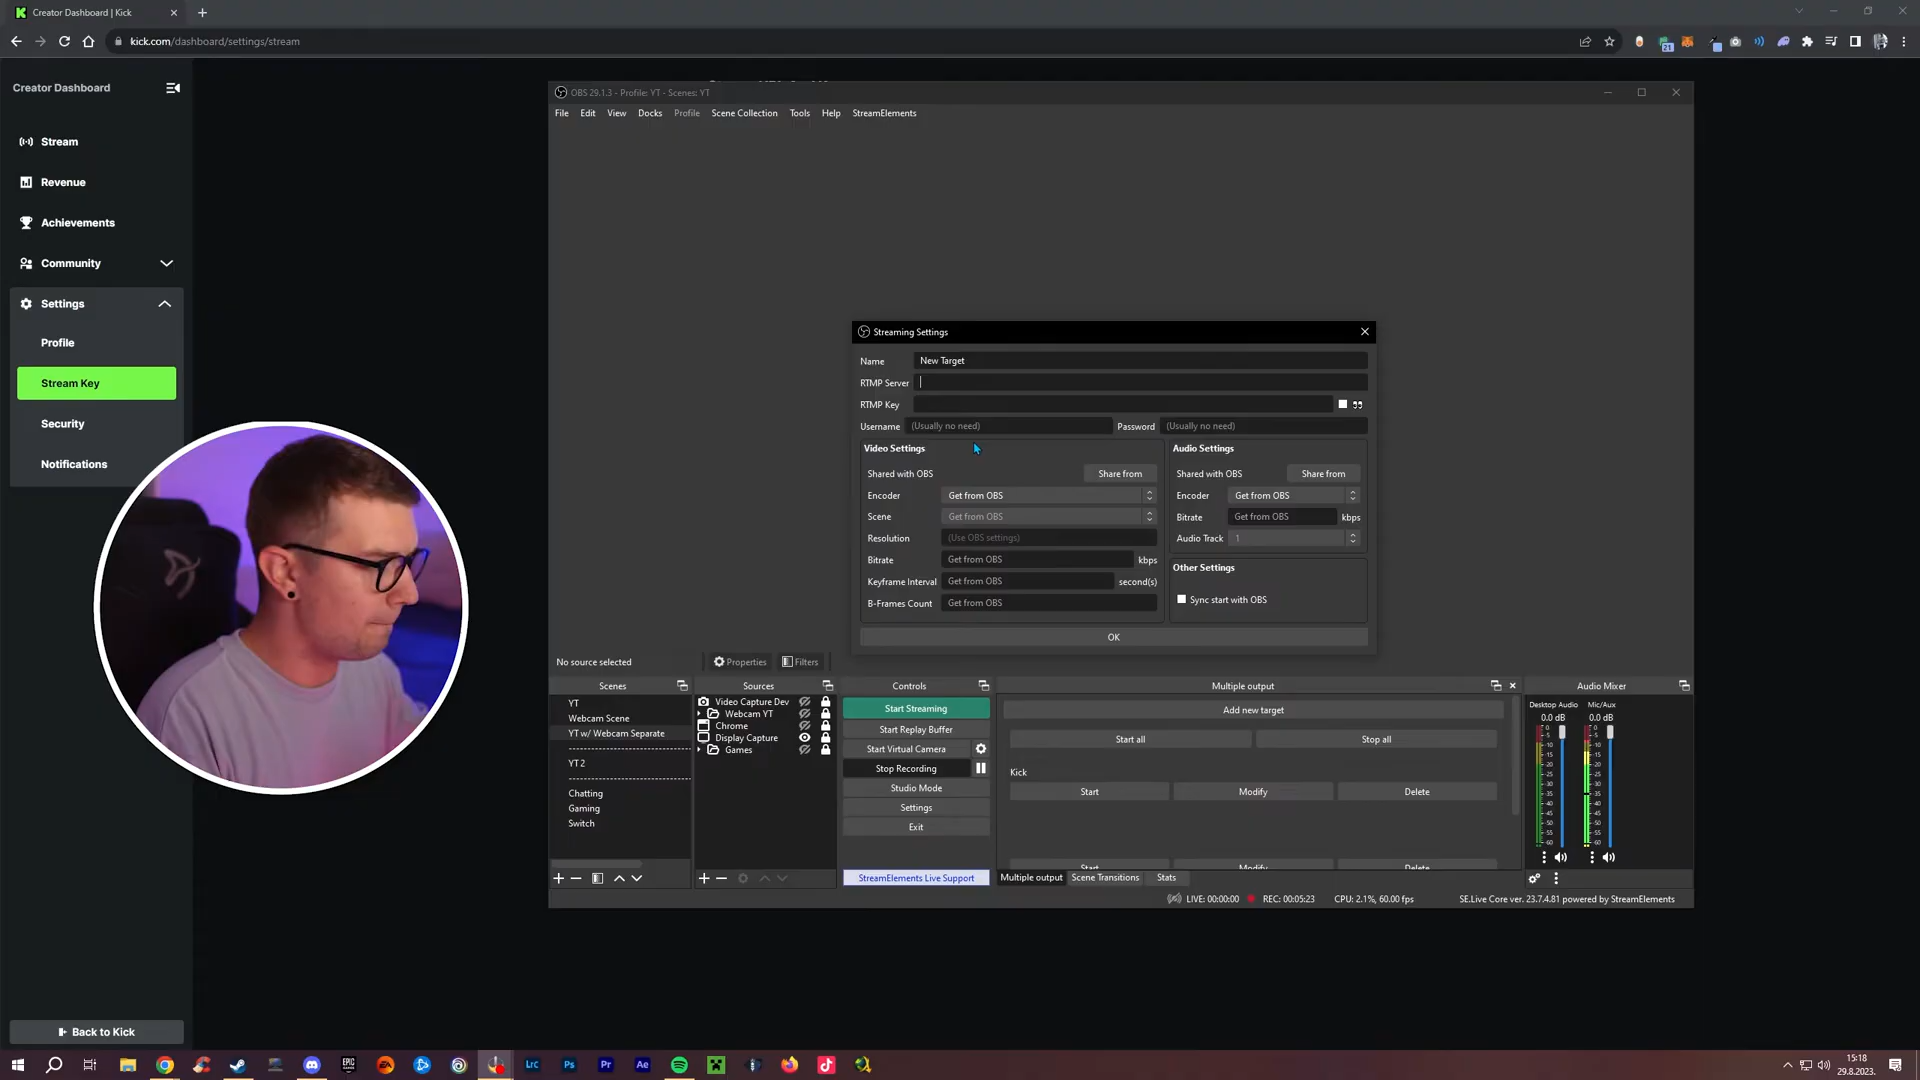 Creator Dashboard | Kick
kick.com/dashboard/settings/stream
21
Creator Dashboard
Stream
Revenue
Achievements
Community
Settings
Profile
Stream Key
Security
Notifications
Back to Kick
OBS 29.1.3 - Profile: YT - Scenes: YT
File Edit View Docks Profile Scene Collection Tools Help StreamElements
Streaming Settings
Name New Target
RTMP Server
RTMP Key
Username (Usually no need) Password (Usually no need)
Video Settings
Shared with OBS Share from
Encoder Get from OBS
Scene Get from OBS
Resolution (Use OBS settings)
Bitrate Get from OBS kbps
Keyframe Interval Get from OBS second(s)
B-Frames Count Get from OBS
Audio Settings
Shared with OBS Share from
Encoder Get from OBS
Bitrate Get from OBS kbps
Audio Track 1
Other Settings
Sync start with OBS
OK
No source selected
Properties Filters
Scenes
YT
Webcam Scene
YT w/ Webcam Separate
YT 2
Chatting
Gaming
Switch
Sources
Video Capture Dev
Webcam YT
Chrome
Display Capture
Games
Controls
Start Streaming
Start Replay Buffer
Start Virtual Camera
Stop Recording
Studio Mode
Settings
Exit
StreamElements Live Support
Multiple output
Add new target
Start all Stop all
Kick
Start Modify Delete
Start Modify Delete
Multiple output Scene Transitions Stats
Audio Mixer
Desktop Audio Mic/Aux
0.0 dB 0.0 dB
LIVE: 00:00:00 REC: 00:05:23 CPU: 2.1%, 60.00 fps SE.Live Core ver. 23.7.4.81 powered by StreamElements
EPIC GAMES
EA
LrC
Ps
Pr
Ae
15:18
29.8.2023.